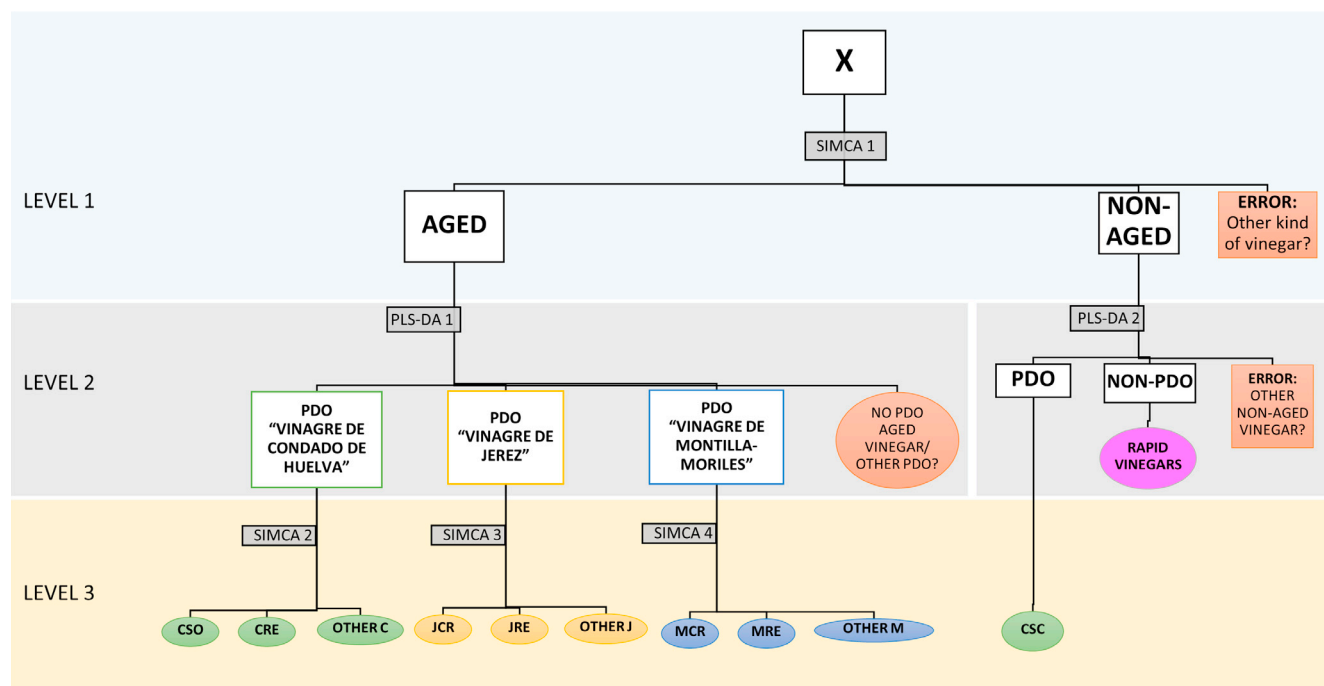 X
SIMCA 1
LEVEL 1
AGED
NON-
AGED
ERROR:
Other kind
of vinegar?
PLS-DA 1
PLS-DA 2
LEVEL 2
PDO
“VINAGRE DE
CONDADO DE
HUELVA”
PDO
“VINAGRE DE
JEREZ”
PDO
“VINAGRE DE
MONTILLA-
MORILES”
NO PDO
AGED
VINEGAR/
OTHER PDO?
PDO
NON-PDO
ERROR:
OTHER
NON-AGED
VINEGAR?
RAPID
VINEGARS
SIMCA 2
SIMCA 3
SIMCA 4
LEVEL 3
CSO
CRE
OTHER C
JCR
JRE
OTHER J
MCR
MRE
OTHER M
CSC